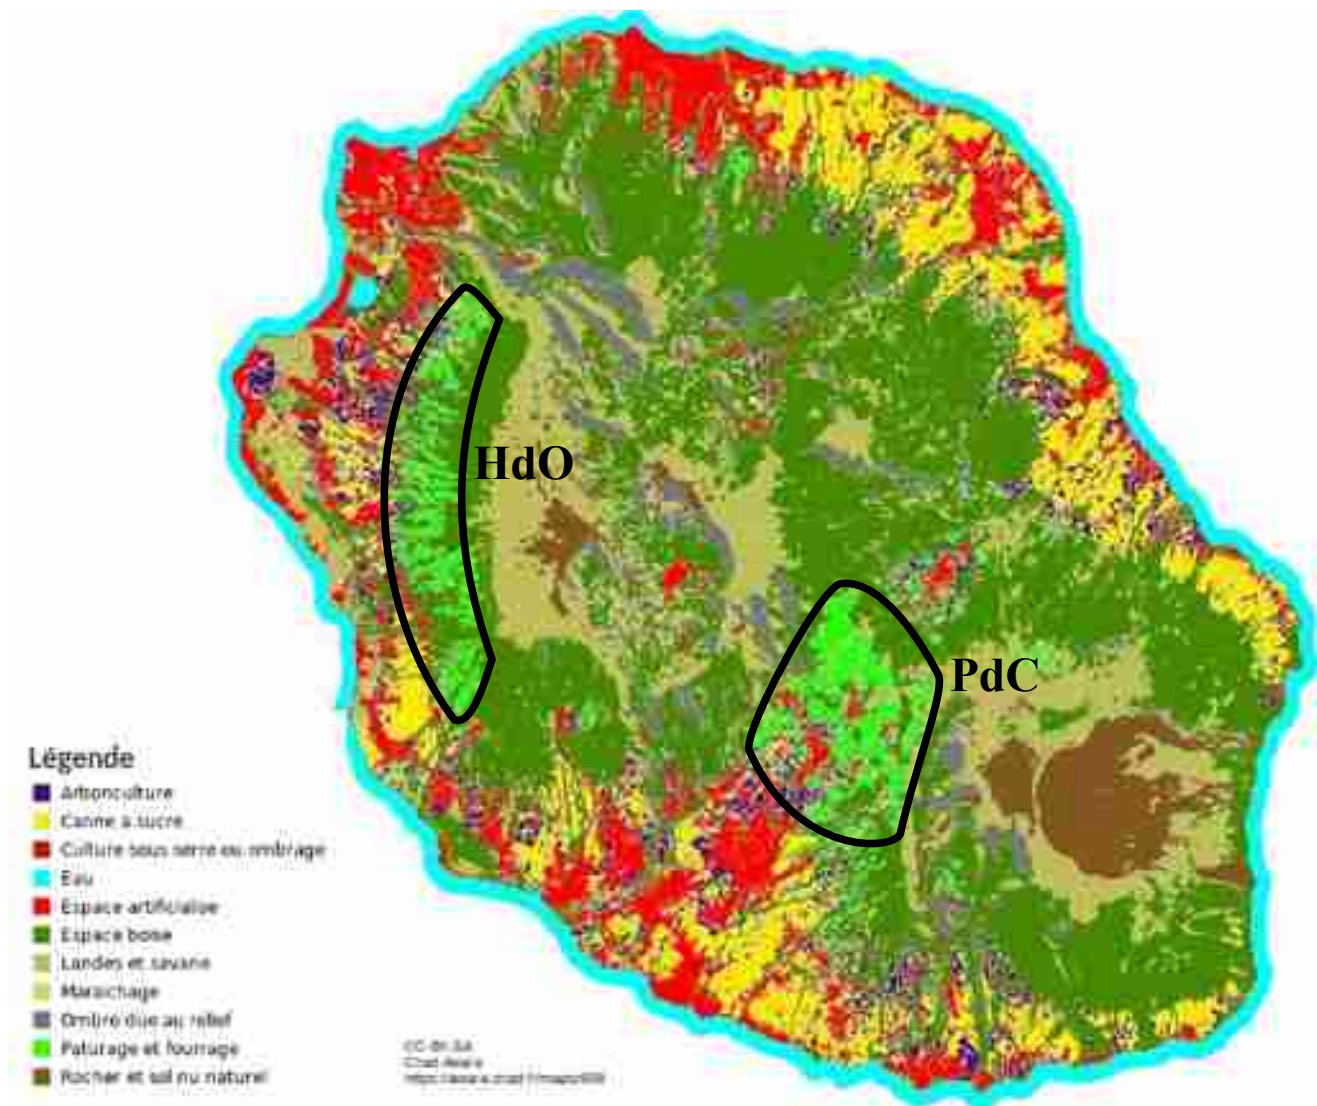 HdO
PdC
Légende
Arboriculture
Canne à sucre
Culture sous serre ou ombrage
Eau
Espace artificialisé
Espace boisé
Landes et savane
Maraichage
Ombre due au relief
Paturage et fourrage
Rocher et sol nu naturel
CC-BY-SA